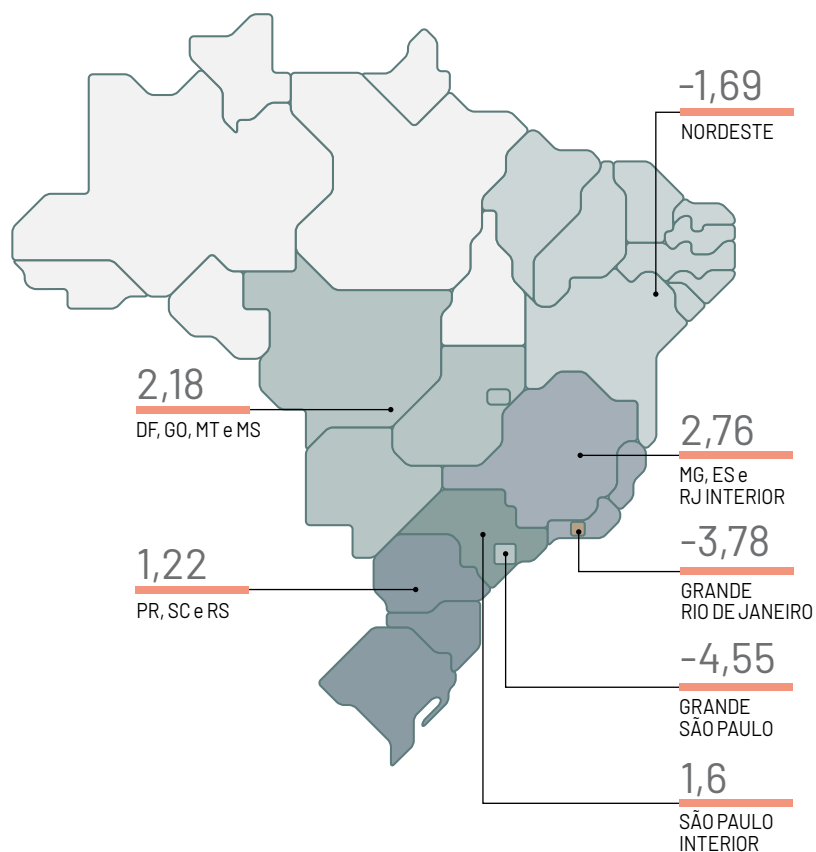 -1,69
NORDESTE
2,18
DF, GO, MT e MS
2,76
MG, ES e
RJ INTERIOR
-3,78
GRANDE
RIO DE JANEIRO
1,22
PR, SC e RS
-4,55
GRANDE
SÃO PAULO
1,6
SÃO PAULO
INTERIOR